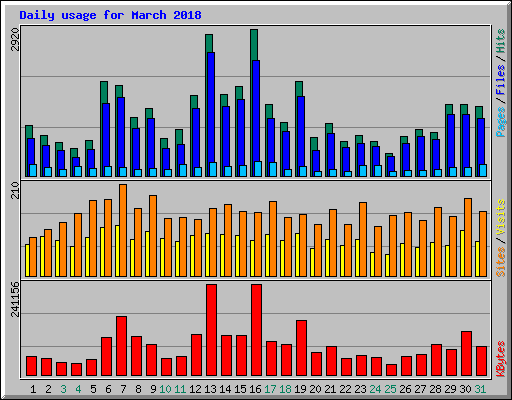 Daily usage for March 2018
2920
Pages / Files / Hits
210
Sites / Visits
241156
KBytes
1 2 3 4 5 6 7 8 9 10 11 12 13 14 15 16 17 18 19 20 21 22 23 24 25 26 27 28 29 30 31